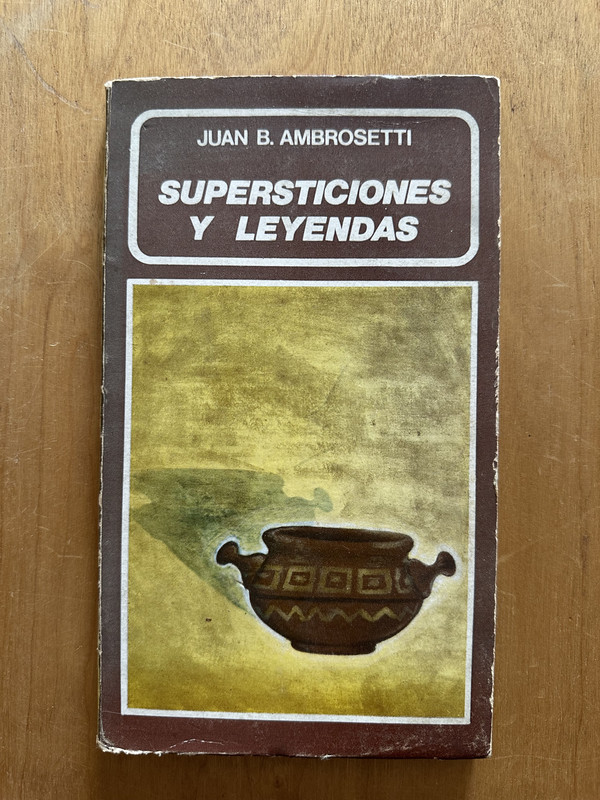 JUAN B. AMBROSETTI
SUPERSTICIONES
Y LEYENDAS